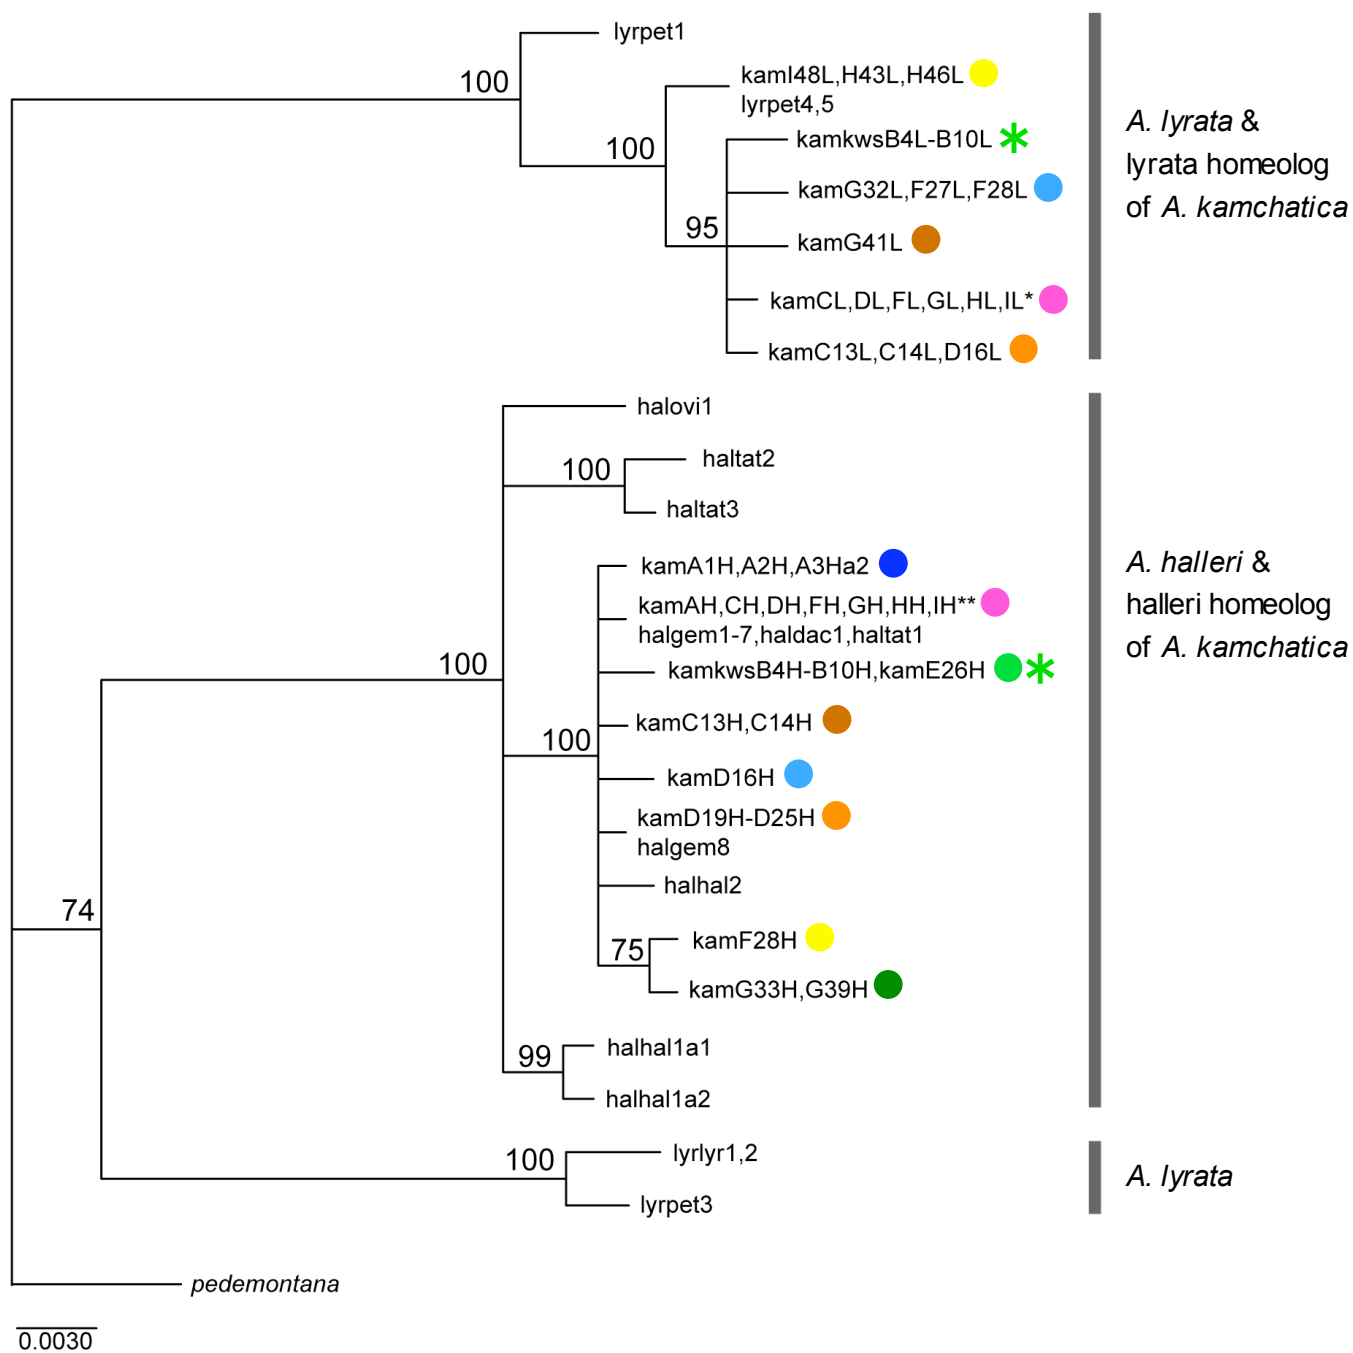 lyrpet1
100
kamI48L,H43L,H46L
lyrpet4,5
100
kamkwsB4L-B10L
kamG32L,F27L,F28L
95
kamG41L
kamCL,DL,FL,GL,HL,IL*
kamC13L,C14L,D16L
A. lyrata &
lyrata homeolog
of A. kamchatica
halovi1
haltat2
100
haltat3
kamA1H,A2H,A3Ha2
kamAH,CH,DH,FH,GH,HH,IH**
halgem1-7,haldac1,haltat1
100
kamkwsB4H-B10H,kamE26H
kamC13H,C14H
100
kamD16H
kamD19H-D25H
halgem8
halhal2
74
kamF28H
75
kamG33H,G39H
halhal1a1
99
halhal1a2
A. halleri &
halleri homeolog
of A. kamchatica
lyrlyr1,2
100
lyrpet3
A. lyrata
pedemontana
0.0030